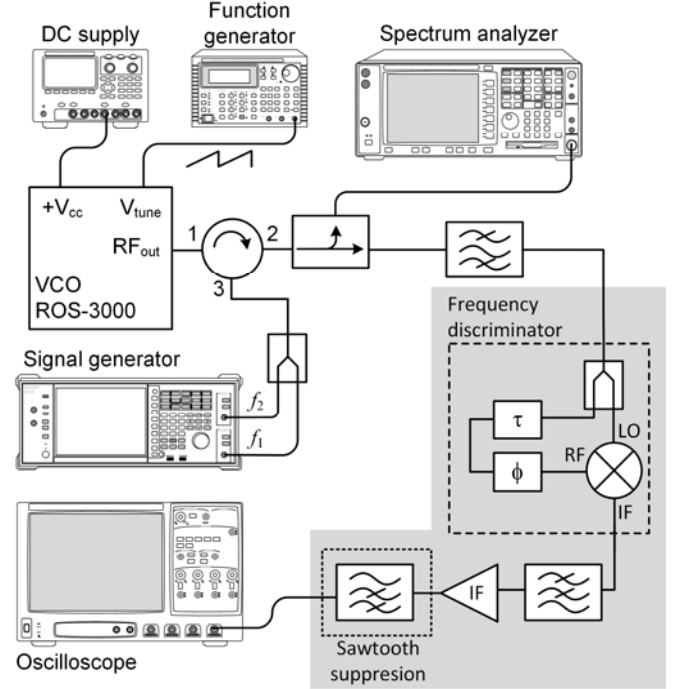 DC supply
Function
generator
Spectrum analyzer
+Vcc
Vtune
RFout
VCO
ROS-3000
1
2
3
Signal generator
f2
f1
Frequency
discriminator
τ
LO
RF
ϕ
IF
IF
Sawtooth
suppresion
Oscilloscope